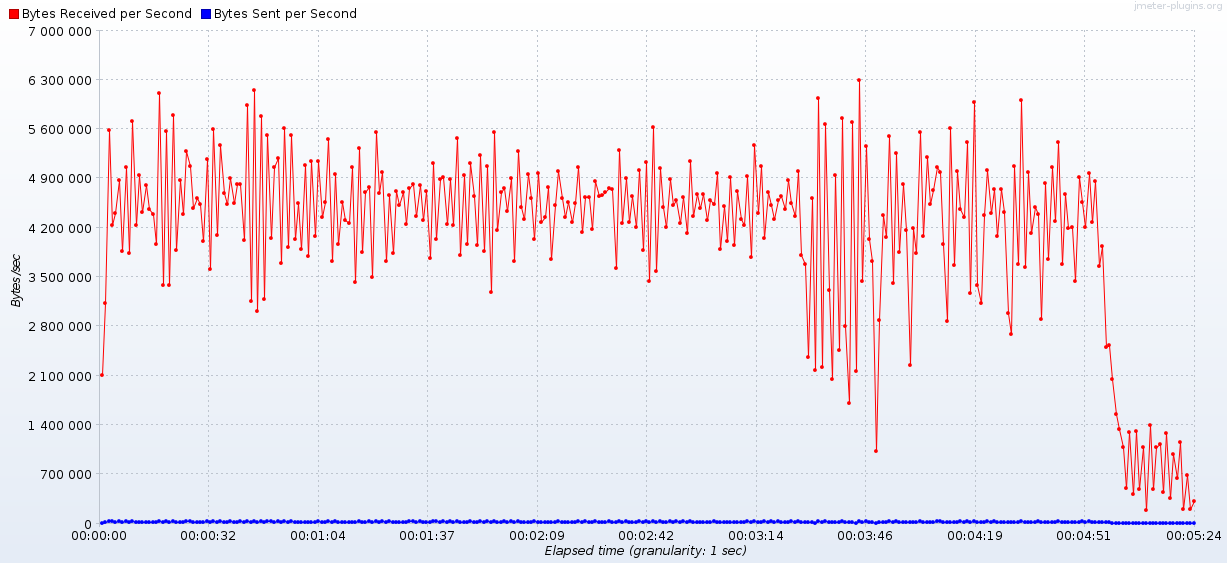 jmeter-plugins.org
Bytes Received per Second Bytes Sent per Second
7 000 000
6 300 000
5 600 000
4 900 000
4 200 000
3 500 000
2 800 000
2 100 000
1 400 000
700 000
0
Bytes/sec
00:00:00 00:00:32 00:01:04 00:01:37 00:02:09 00:02:42 00:03:14 00:03:46 00:04:19 00:04:51 00:05:24
Elapsed time (granularity: 1 sec)